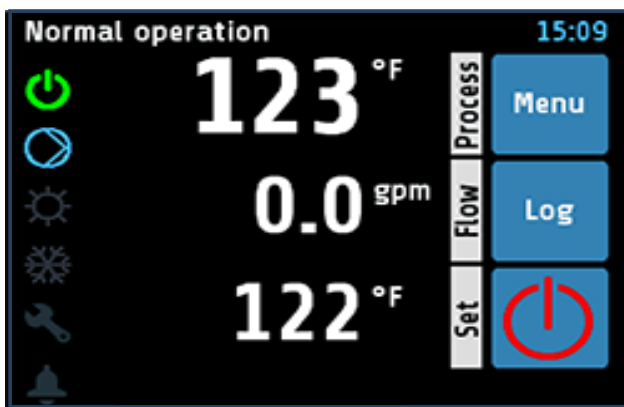 Normal operation 15:09
123 °F Process Menu
0.0 gpm Flow Log
122 °F Set